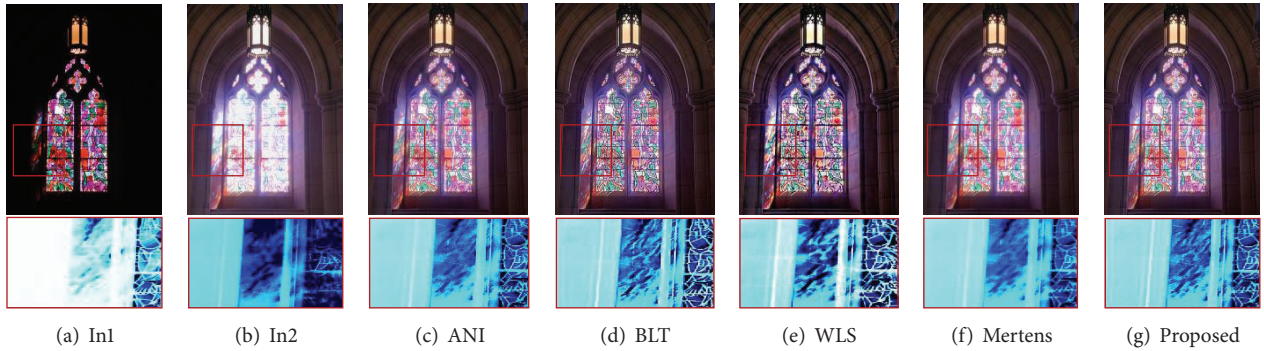 (a) In1
(b) In2
(c) ANI
(d) BLT
(e) WLS
(f) Mertens
(g) Proposed